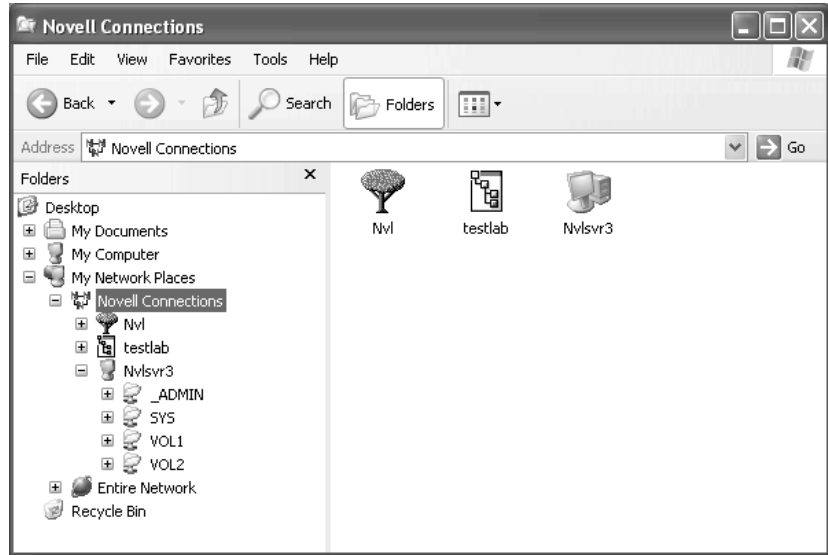 Novell Connections
File Edit View Favorites Tools Help
Back Search Folders
Address Novell Connections Go
Folders x
Desktop
My Documents
My Computer
My Network Places
Novell Connections
Nvl
testlab
Nvlsvr3
_ADMIN
SYS
VOL1
VOL2
Entire Network
Recycle Bin
Nvl testlab Nvlsvr3